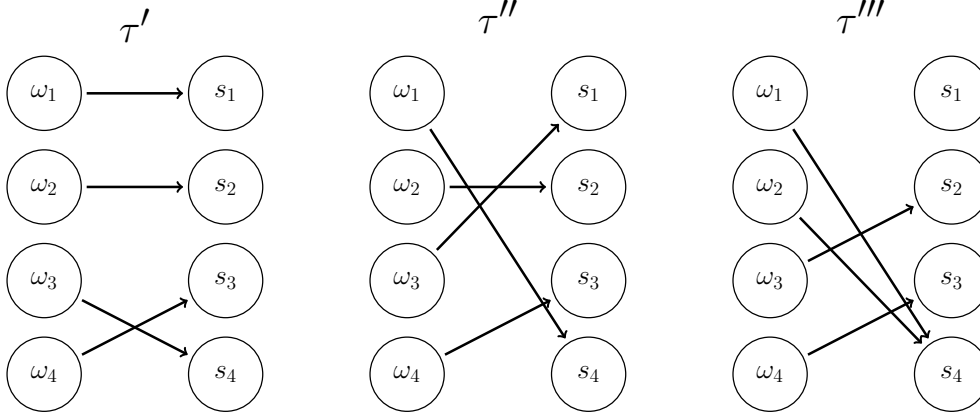 τ′ τ″ τ‴
ω₁ s₁ ω₁ s₁ ω₁ s₁
ω₂ s₂ ω₂ s₂ ω₂ s₂
ω₃ s₃ ω₃ s₃ ω₃ s₃
ω₄ s₄ ω₄ s₄ ω₄ s₄